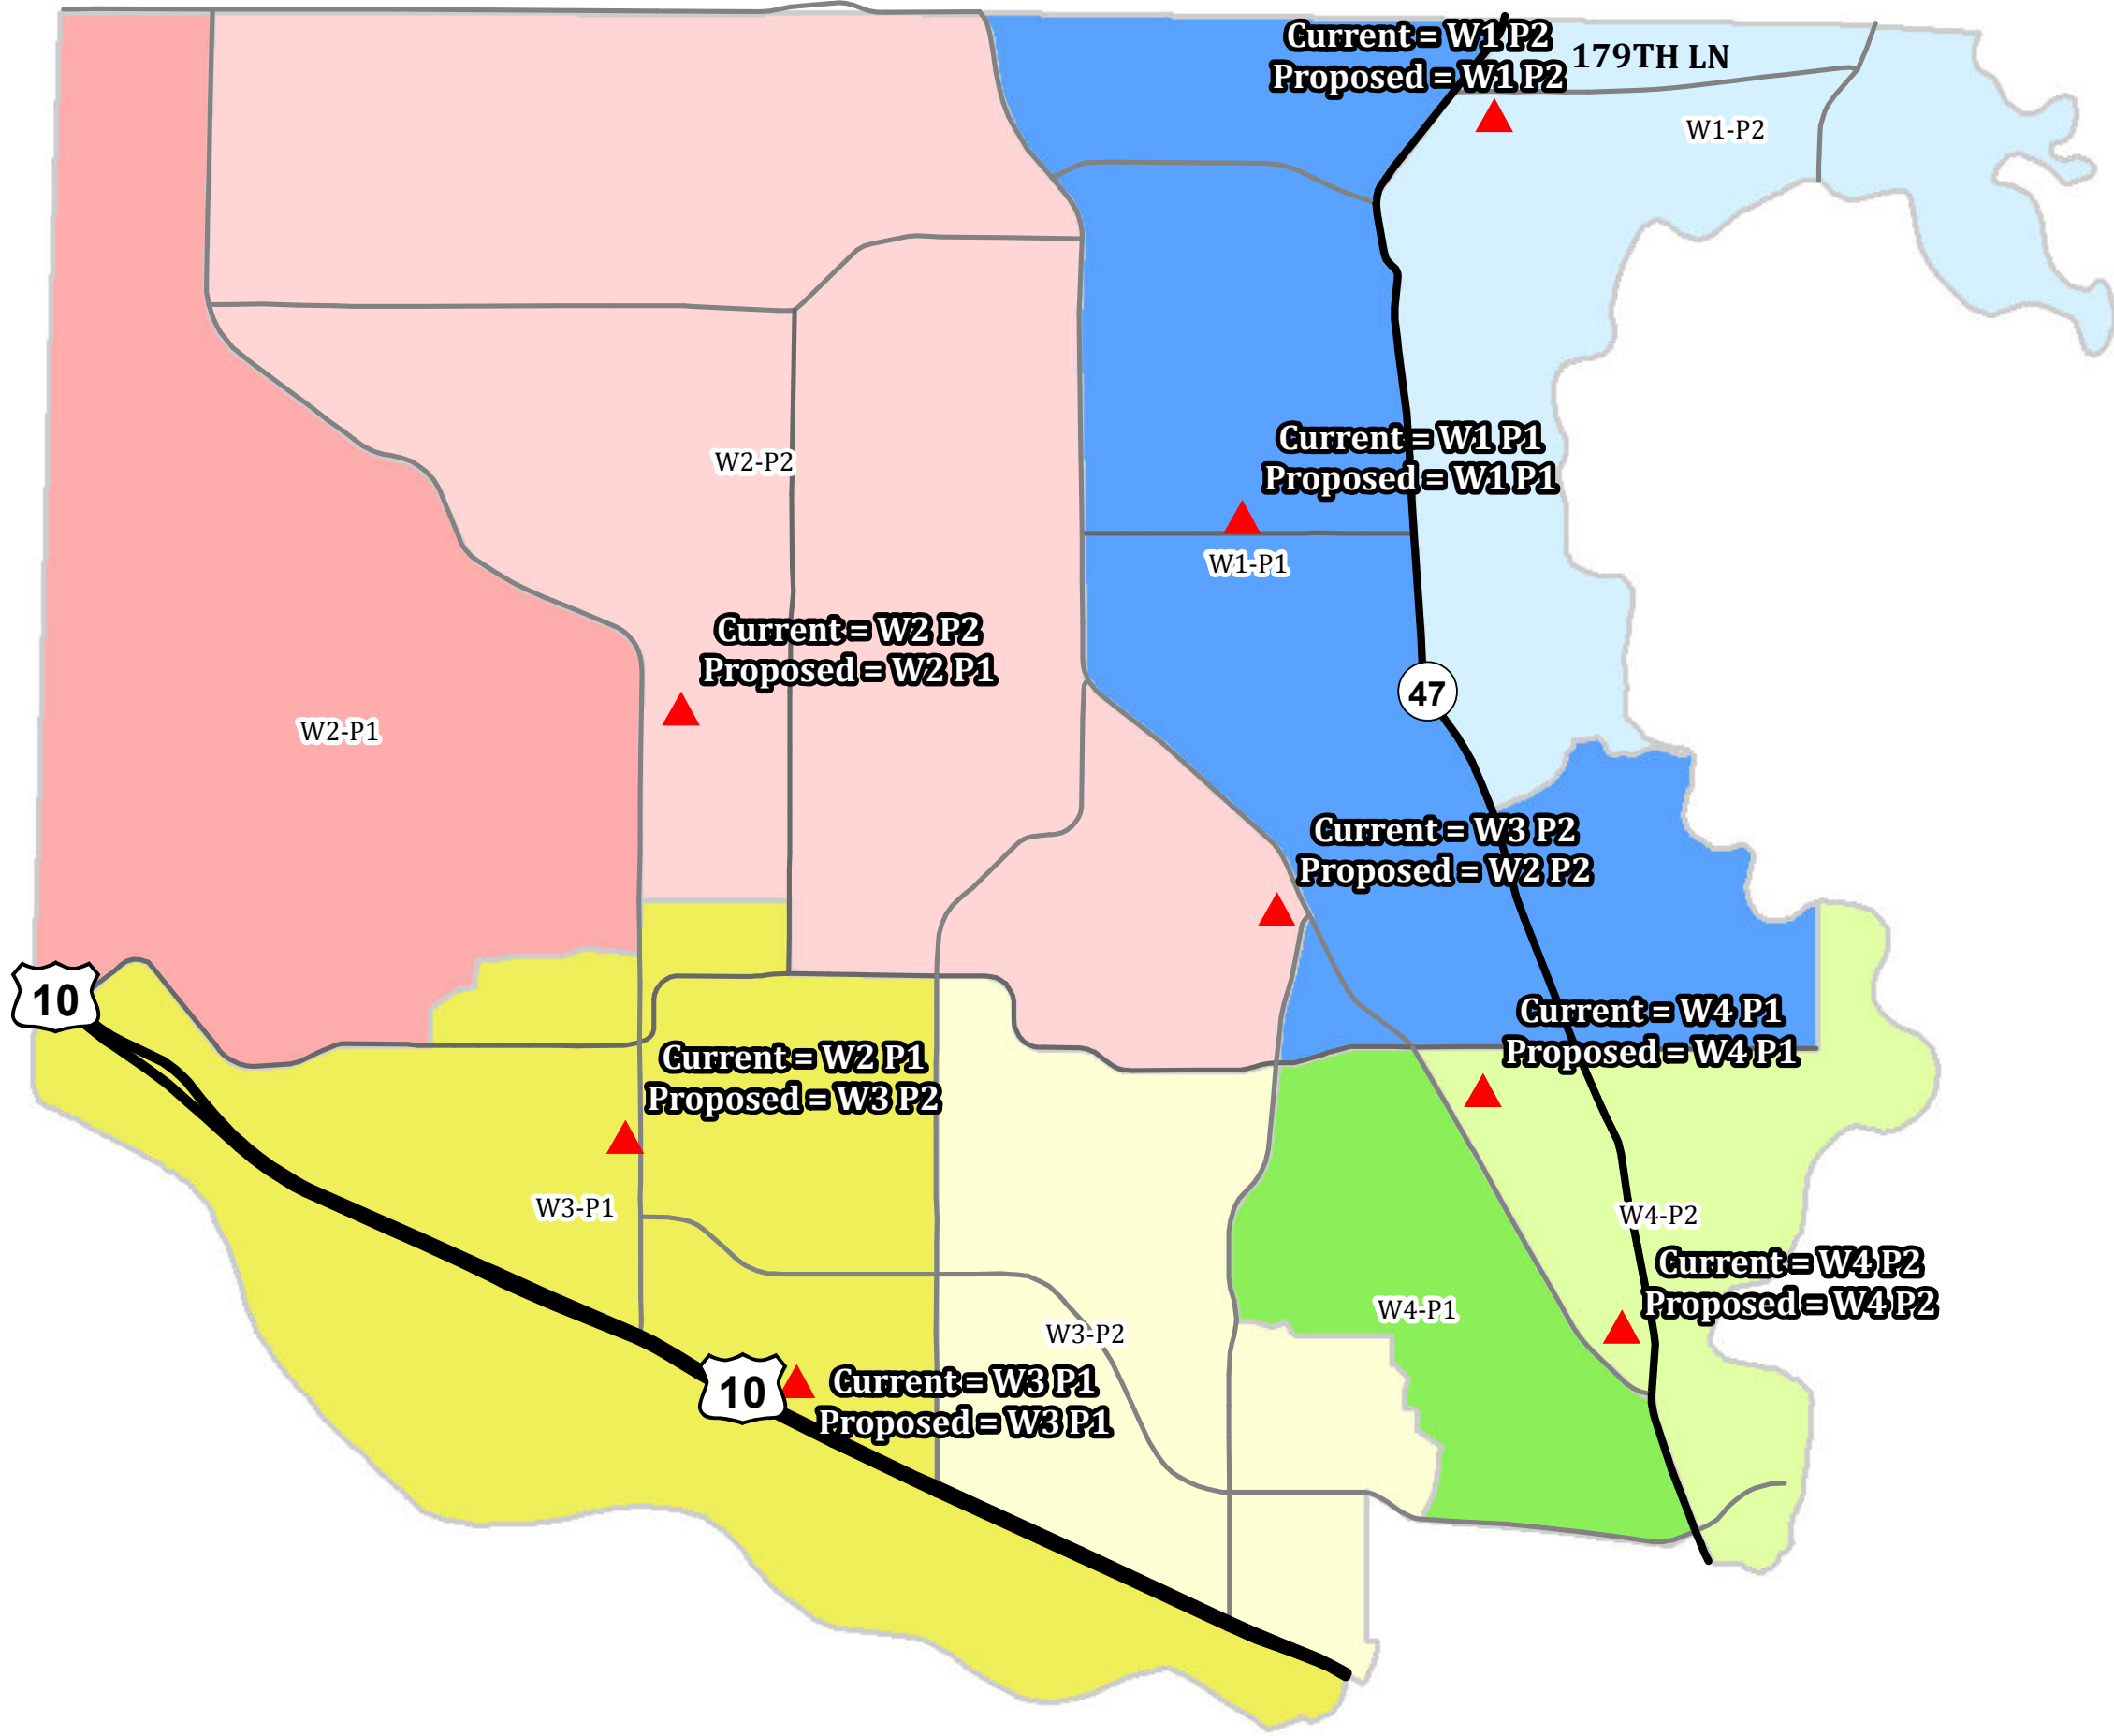 Current = W1 P2
Proposed = W1 P2
179TH LN
W1-P2
Current = W1 P1
Proposed = W1 P1
W2-P2
W1-P1
Current = W2 P2
Proposed = W2 P1
47
W2-P1
Current = W3 P2
Proposed = W2 P2
10
Current = W4 P1
Proposed = W4 P1
Current = W2 P1
Proposed = W3 P2
W3-P1
W4-P2
Current = W4 P2
Proposed = W4 P2
W4-P1
W3-P2
10
Current = W3 P1
Proposed = W3 P1